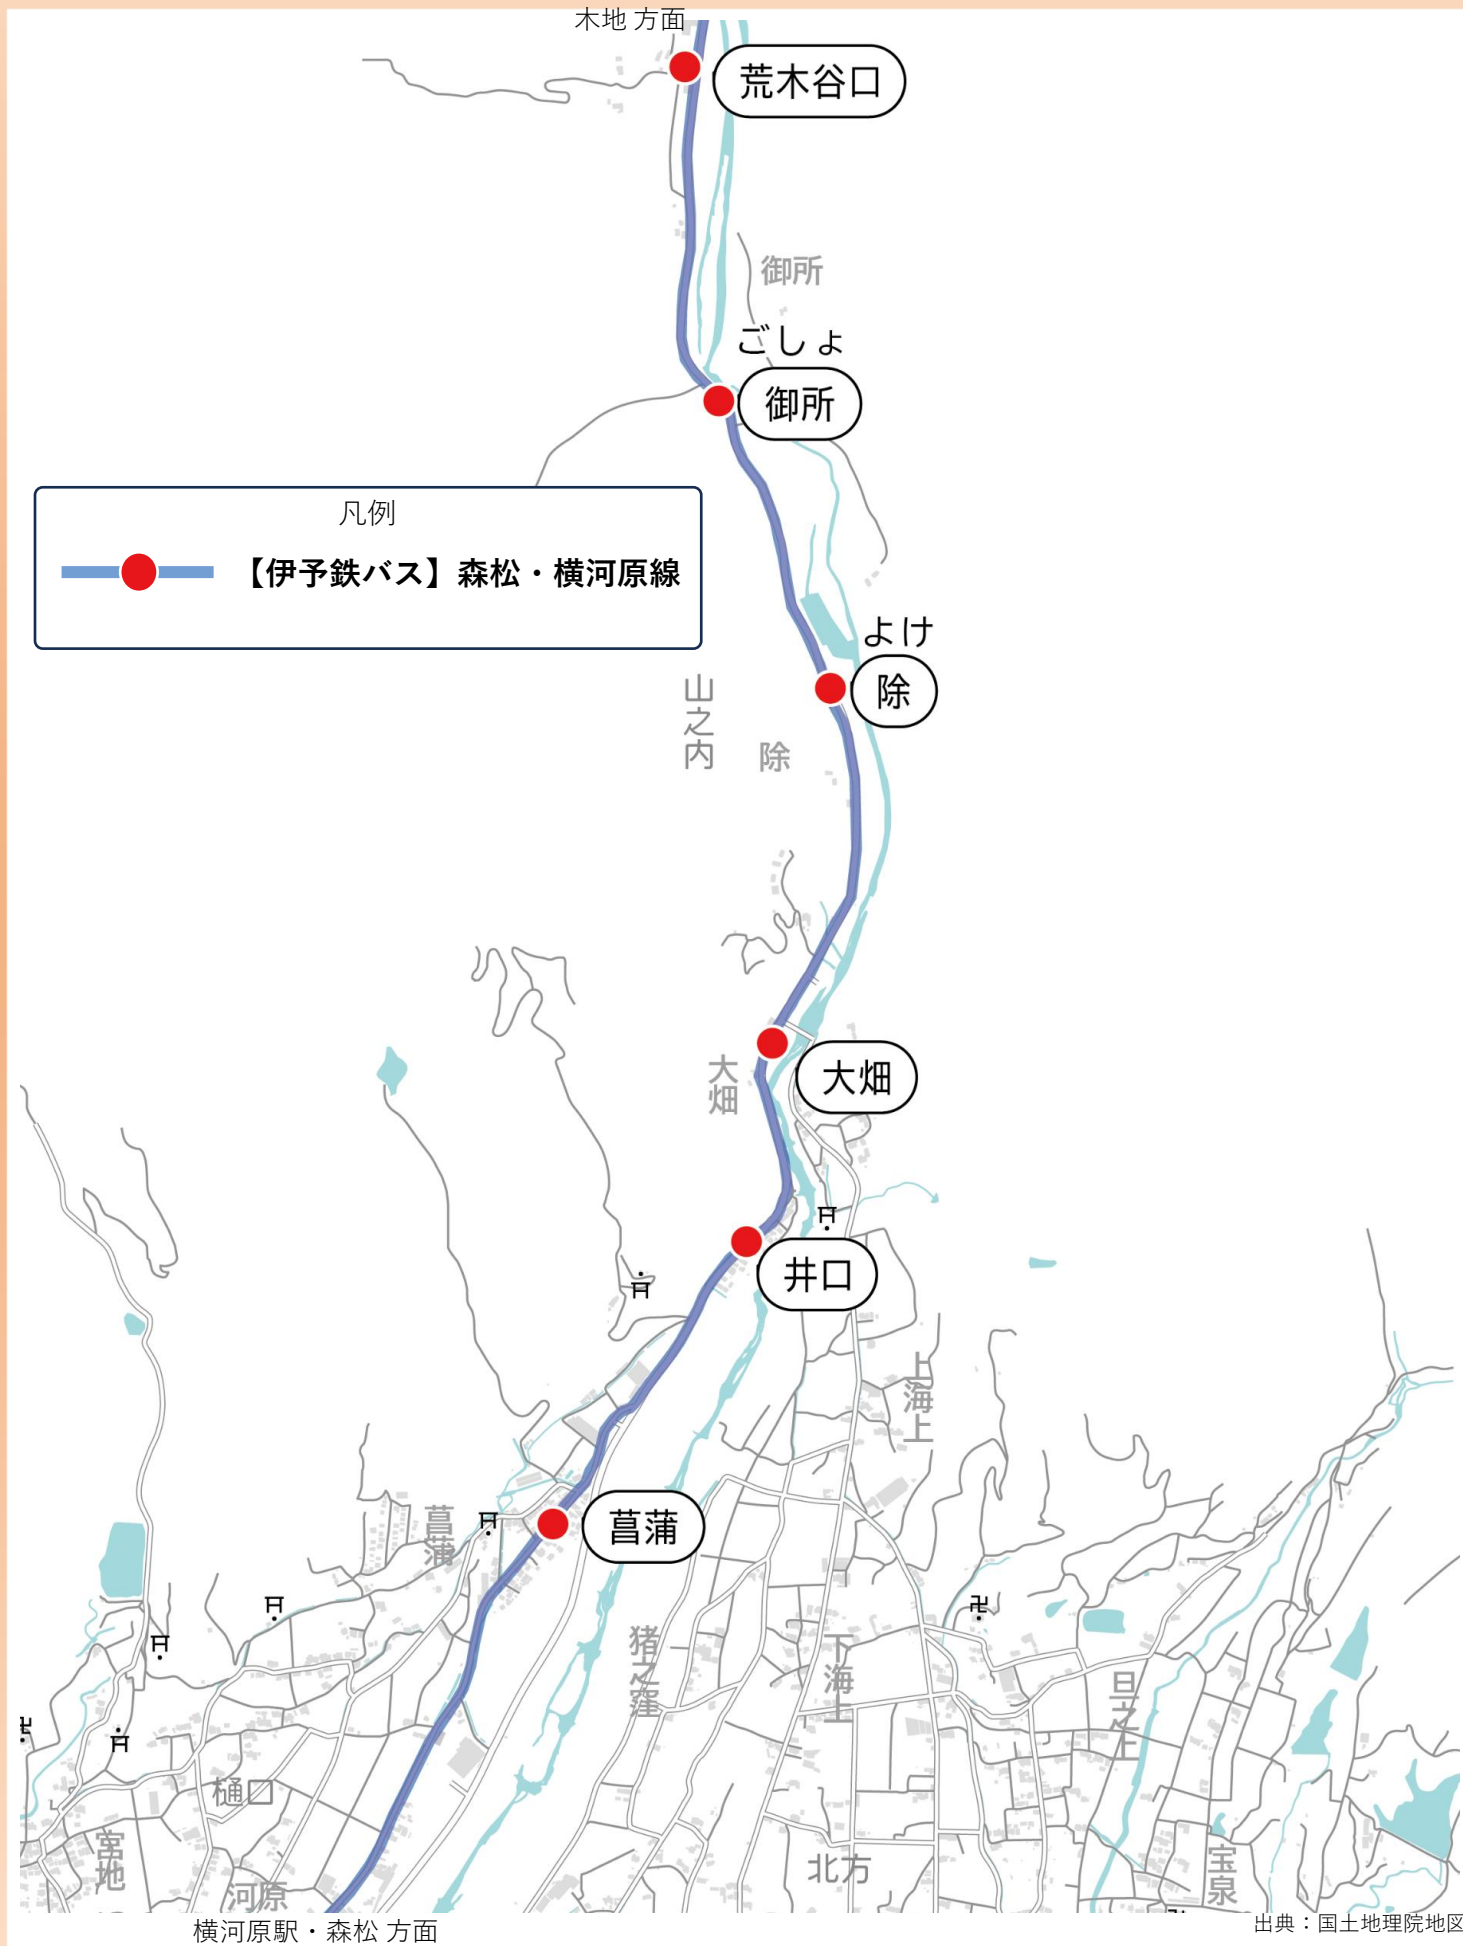 木地 方面
荒木谷口
御所
ごしょ
御所
凡例
【伊予鉄バス】森松・横河原線
よけ
除
山之内
除
大畑
大畑
井口
上海上
菖蒲
菖蒲
猪之窪
下海上
旦之上
樋口
北方
宝泉
河原
横河原駅・森松 方面
出典：国土地理院地図